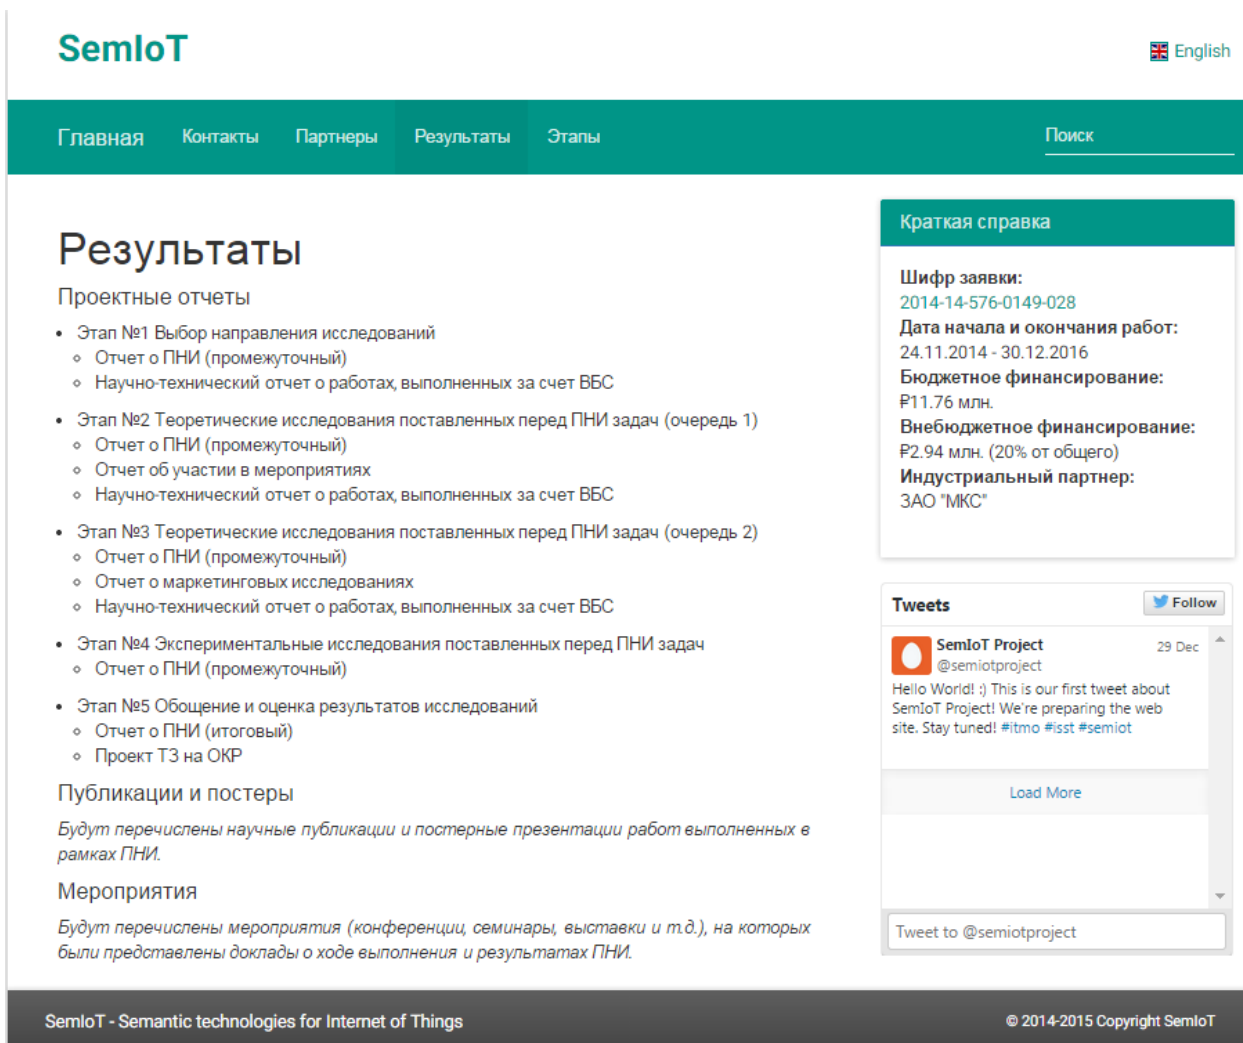 SemIoT
English
Главная Контакты Партнеры Результаты Этапы Поиск
Результаты
Проектные отчеты
• Этап №1 Выбор направления исследований
◦ Отчет о ПНИ (промежуточный)
◦ Научно-технический отчет о работах, выполненных за счет ВБС
• Этап №2 Теоретические исследования поставленных перед ПНИ задач (очередь 1)
◦ Отчет о ПНИ (промежуточный)
◦ Отчет об участии в мероприятиях
◦ Научно-технический отчет о работах, выполненных за счет ВБС
• Этап №3 Теоретические исследования поставленных перед ПНИ задач (очередь 2)
◦ Отчет о ПНИ (промежуточный)
◦ Отчет о маркетинговых исследованиях
◦ Научно-технический отчет о работах, выполненных за счет ВБС
• Этап №4 Экспериментальные исследования поставленных перед ПНИ задач
◦ Отчет о ПНИ (промежуточный)
• Этап №5 Обощение и оценка результатов исследований
◦ Отчет о ПНИ (итоговый)
◦ Проект ТЗ на ОКР
Публикации и постеры
Будут перечислены научные публикации и постерные презентации работ выполненных в
рамках ПНИ.
Мероприятия
Будут перечислены мероприятия (конференции, семинары, выставки и т.д.), на которых
были представлены доклады о ходе выполнения и результатах ПНИ.
Краткая справка
Шифр заявки:
2014-14-576-0149-028
Дата начала и окончания работ:
24.11.2014 - 30.12.2016
Бюджетное финансирование:
₽11.76 млн.
Внебюджетное финансирование:
₽2.94 млн. (20% от общего)
Индустриальный партнер:
ЗАО "МКС"
Tweets Follow
SemIoT Project 29 Dec
@semiotproject
Hello World! :) This is our first tweet about
SemIoT Project! We're preparing the web
site. Stay tuned! #itmo #isst #semiot
Load More
Tweet to @semiotproject
SemIoT - Semantic technologies for Internet of Things © 2014-2015 Copyright SemIoT